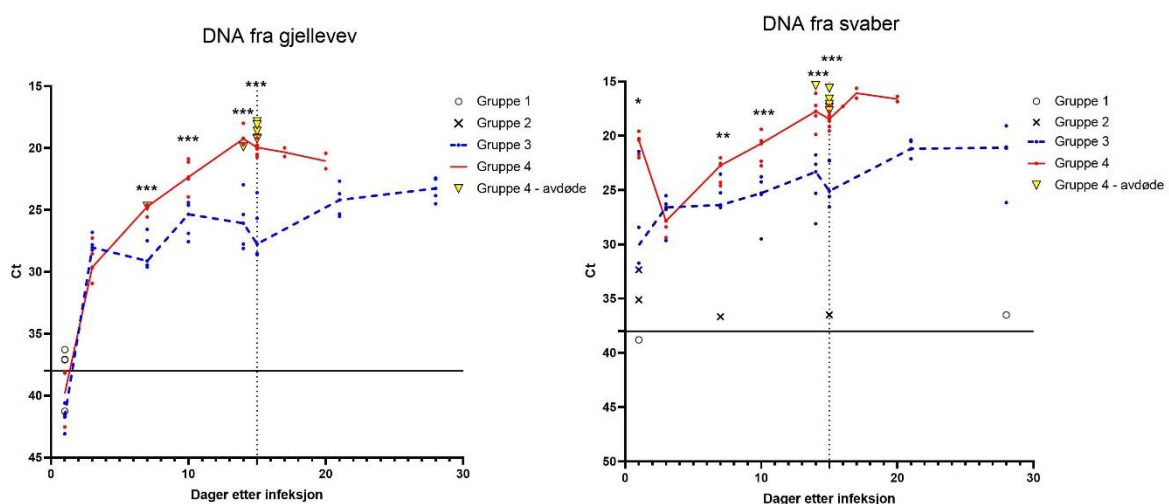 DNA fra gjellevev
***
***
***
***
15
20
25
30
35
40
45
Ct
0
10
20
30
Dager etter infeksjon
Gruppe 1
Gruppe 2
Gruppe 3
Gruppe 4
Gruppe 4 - avdøde
DNA fra svaber
*
**
***
***
***
15
20
25
30
35
40
45
50
Ct
0
10
20
30
Dager etter infeksjon
Gruppe 1
Gruppe 2
Gruppe 3
Gruppe 4
Gruppe 4 - avdøde